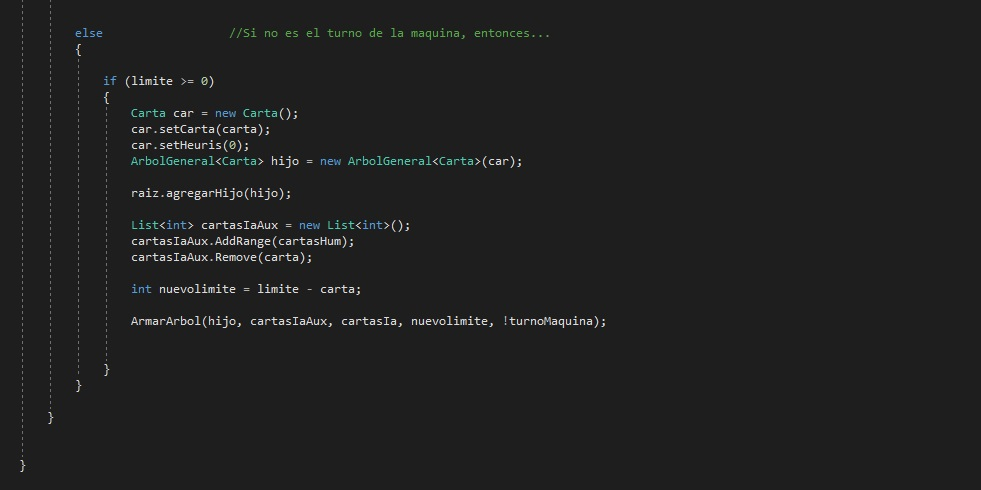 else //Si no es el turno de la maquina, entonces...
{
if (limite >= 0)
{
Carta car = new Carta();
car.setCarta(carta);
car.setHeuris(0);
ArbolGeneral<Carta> hijo = new ArbolGeneral<Carta>(car);
raiz.agregarHijo(hijo);
List<int> cartasIaAux = new List<int>();
cartasIaAux.AddRange(cartasHum);
cartasIaAux.Remove(carta);
int nuevolimite = limite - carta;
ArmarArbol(hijo, cartasIaAux, cartasIa, nuevolimite, !turnoMaquina);
}
}
}
}